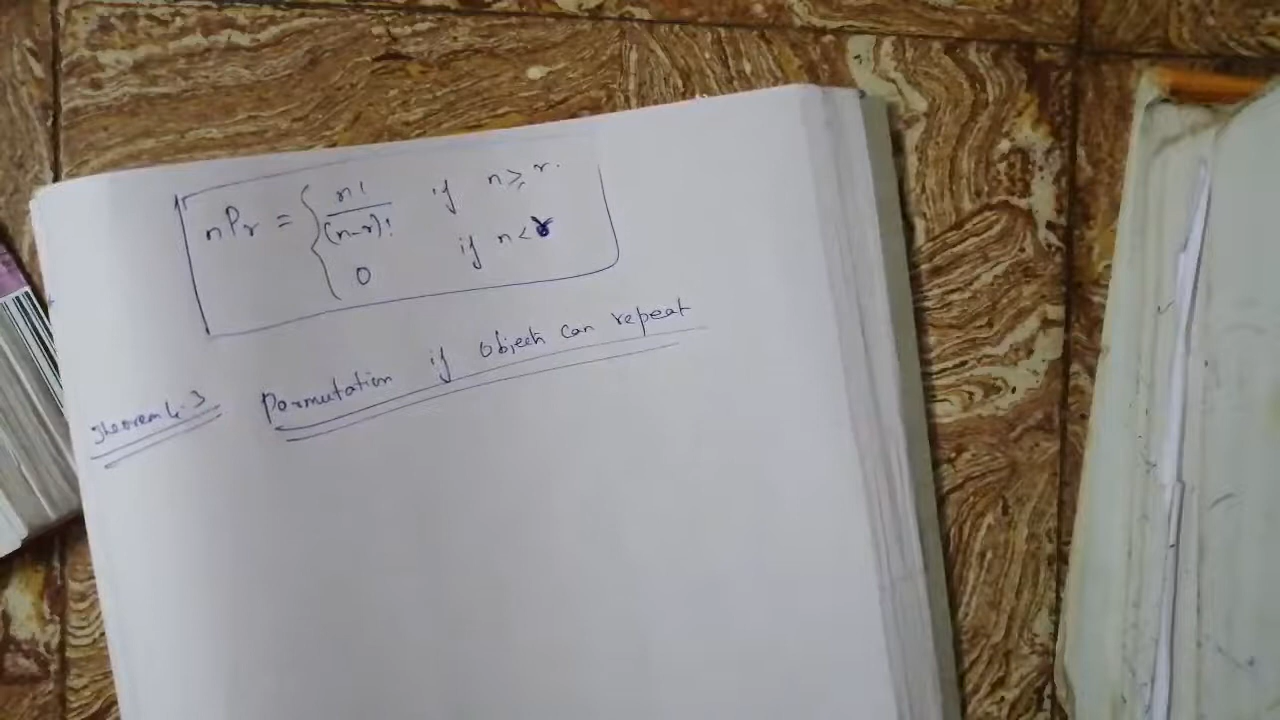 nPr = { n! / (n-r)! if n ≥ r.
0 if n < r
Theorem 4.3 Permutation if object can repeat